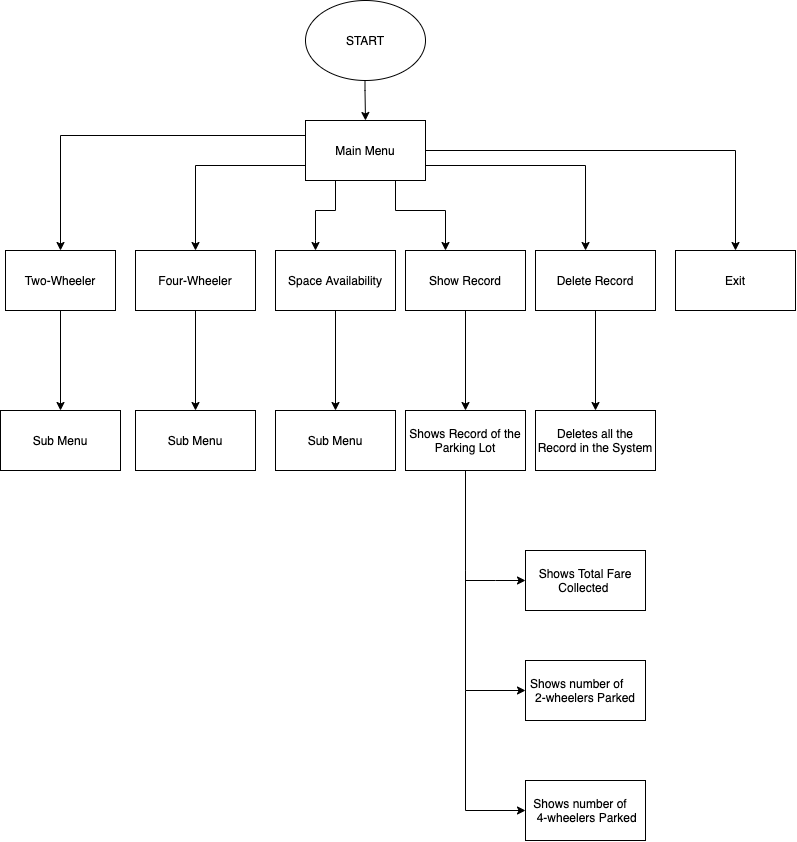 START
Main Menu
Two-Wheeler
Four-Wheeler
Space Availability
Show Record
Delete Record
Exit
Sub Menu
Sub Menu
Sub Menu
Shows Record of the
Parking Lot
Deletes all the
Record in the System
Shows Total Fare
Collected
Shows number of
2-wheelers Parked
Shows number of
4-wheelers Parked